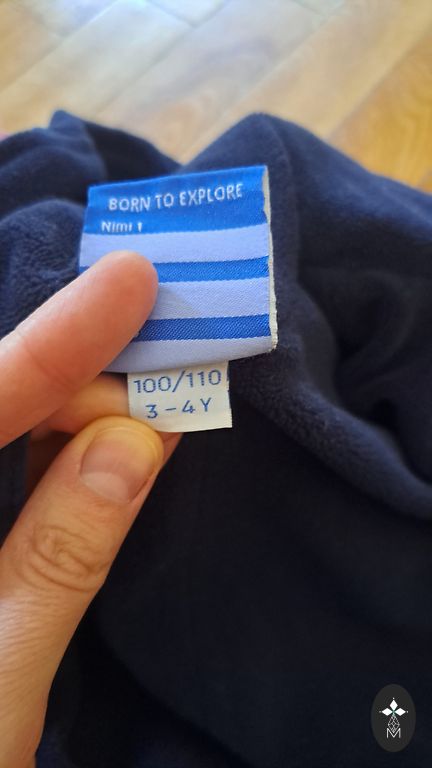 BORN TO EXPLORE
Nimi
100/110
3-4Y
M